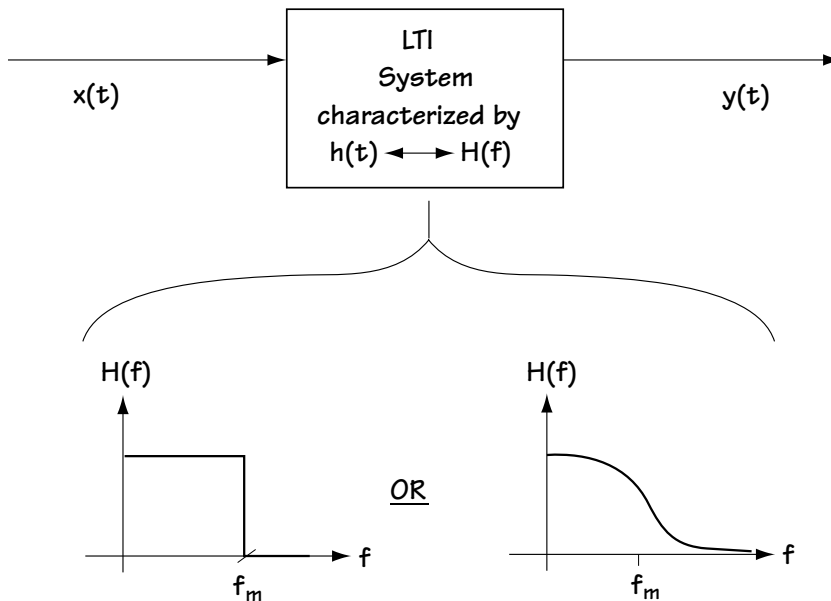 LTI
System
characterized by
h(t) ⟷ H(f)
x(t)
y(t)
H(f)
f
f_m
OR
H(f)
f
f_m